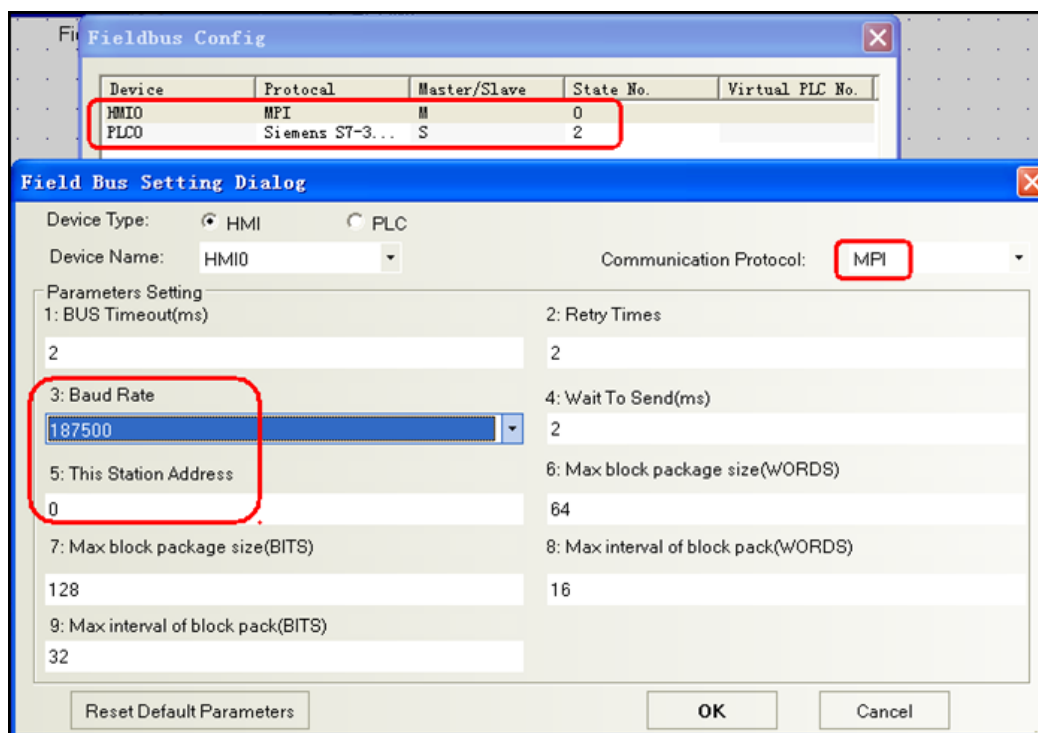 Fi
Fieldbus Config
Device Protocal Master/Slave State No. Virtual PLC No.
HMI0 MPI M 0
PLC0 Siemens S7-3... S 2
Field Bus Setting Dialog
Device Type: HMI PLC
Device Name: HMI0 Communication Protocol: MPI
Parameters Setting
1: BUS Timeout(ms) 2: Retry Times
2 2
3: Baud Rate 4: Wait To Send(ms)
187500 2
5: This Station Address 6: Max block package size(WORDS)
0 64
7: Max block package size(BITS) 8: Max interval of block pack(WORDS)
128 16
9: Max interval of block pack(BITS)
32
Reset Default Parameters OK Cancel